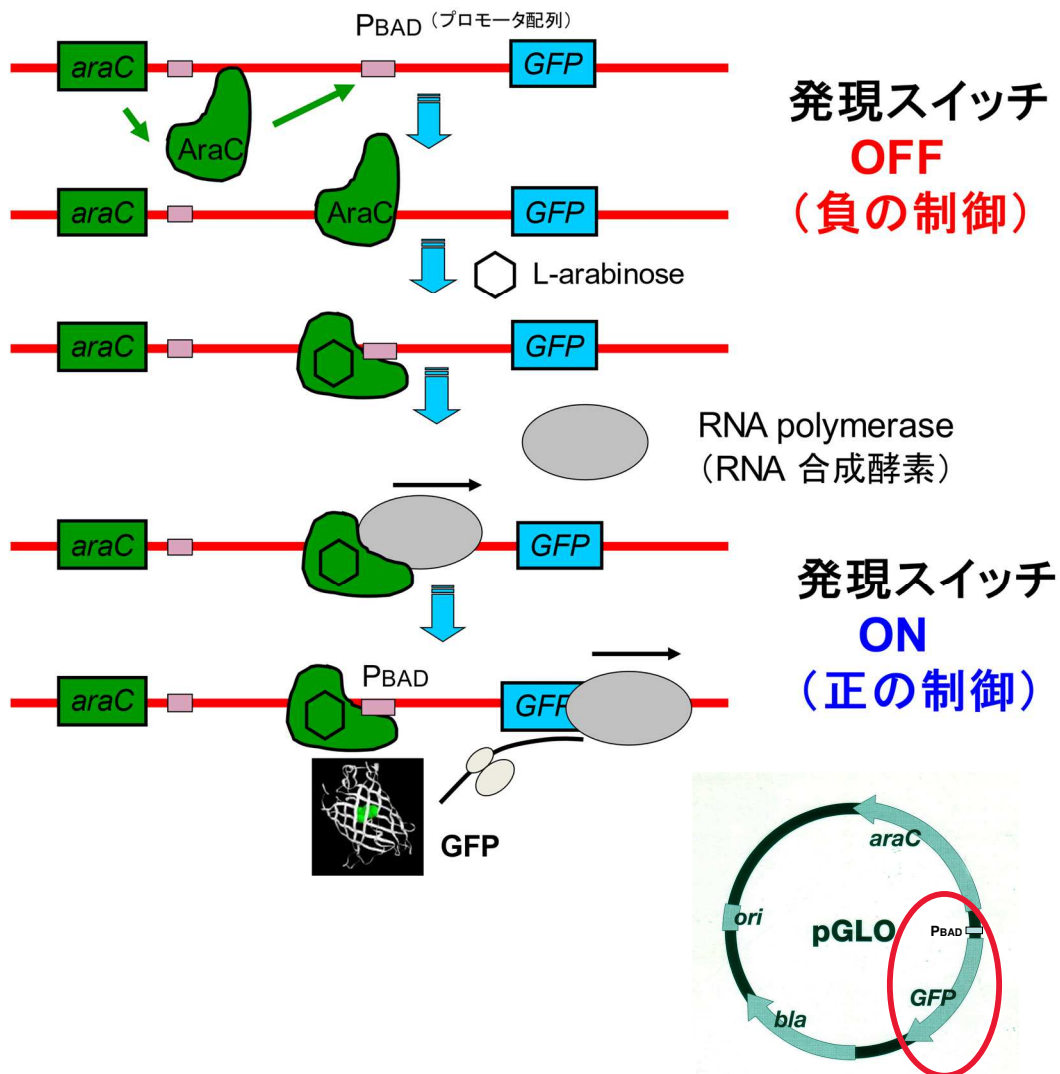 PBAD (プロモータ配列)
araC
GFP
AraC
発現スイッチ
OFF
(負の制御)
araC
AraC
GFP
L-arabinose
araC
GFP
RNA polymerase
(RNA 合成酵素)
araC
GFP
発現スイッチ
ON
(正の制御)
PBAD
araC
GFP
GFP
araC
ori
pGLO
PBAD
GFP
bla